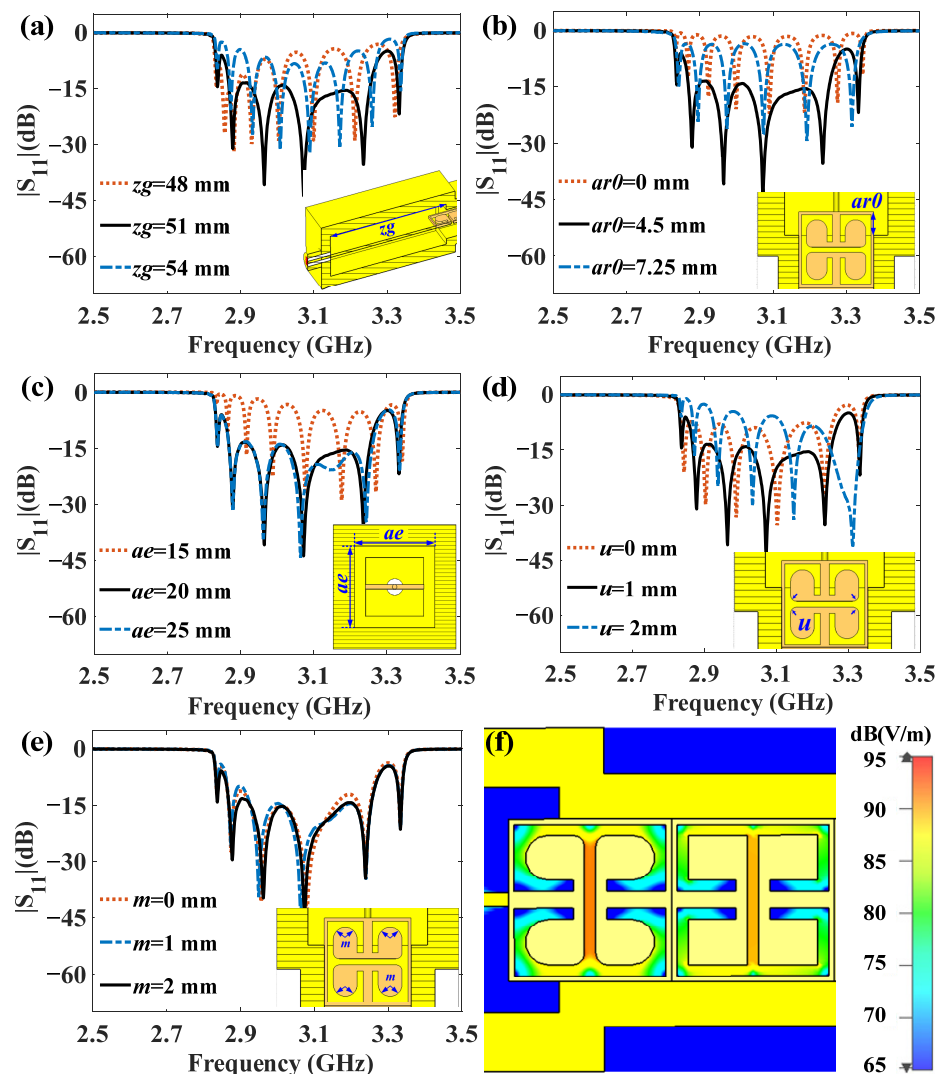 (a)
|S11|(dB)
0
-15
-30
-45
-60
zg=48 mm
zg=51 mm
zg=54 mm
zg
2.5 2.7 2.9 3.1 3.3 3.5
Frequency (GHz)
(b)
|S11|(dB)
0
-15
-30
-45
-60
ar0=0 mm
ar0=4.5 mm
ar0=7.25 mm
ar0
2.5 2.7 2.9 3.1 3.3 3.5
Frequency (GHz)
(c)
|S11|(dB)
0
-15
-30
-45
-60
ae=15 mm
ae=20 mm
ae=25 mm
ae
ae
2.5 2.7 2.9 3.1 3.3 3.5
Frequency (GHz)
(d)
|S11|(dB)
0
-15
-30
-45
-60
u=0 mm
u=1 mm
u= 2mm
u
2.5 2.7 2.9 3.1 3.3 3.5
Frequency (GHz)
(e)
|S11|(dB)
0
-15
-30
-45
-60
m=0 mm
m=1 mm
m=2 mm
m
m
2.5 2.7 2.9 3.1 3.3 3.5
Frequency (GHz)
(f)
dB(V/m)
95
90
85
80
75
70
65